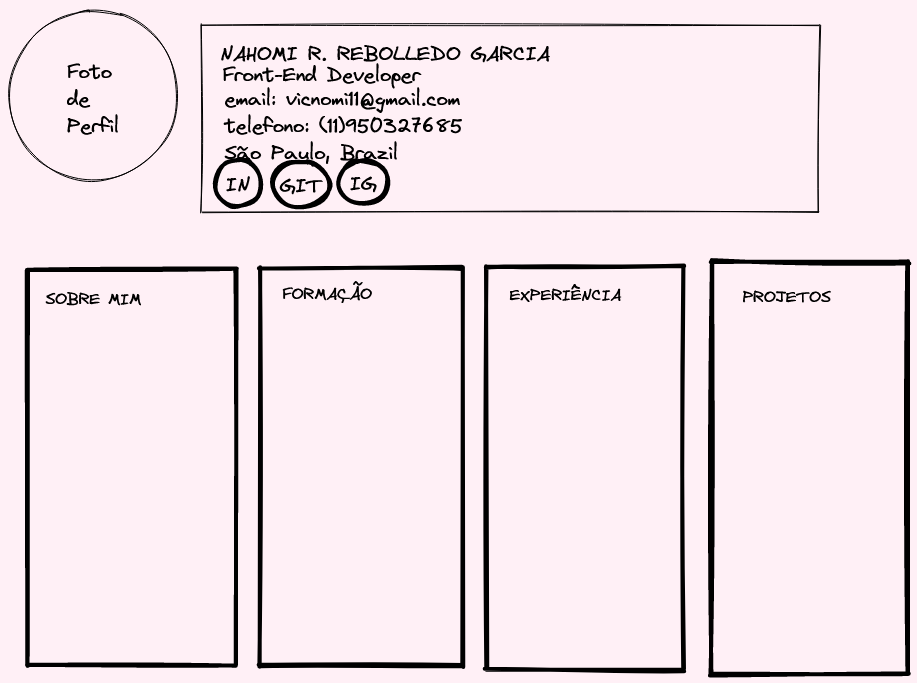 Foto
de
Perfil
NAHOMI R. REBOLLEDO GARCIA
Front-End Developer
email: vicnomi11@gmail.com
telefono: (11)950327685
São Paulo, Brazil
IN
GIT
IG
SOBRE MIM
FORMAÇÃO
EXPERIÊNCIA
PROJETOS